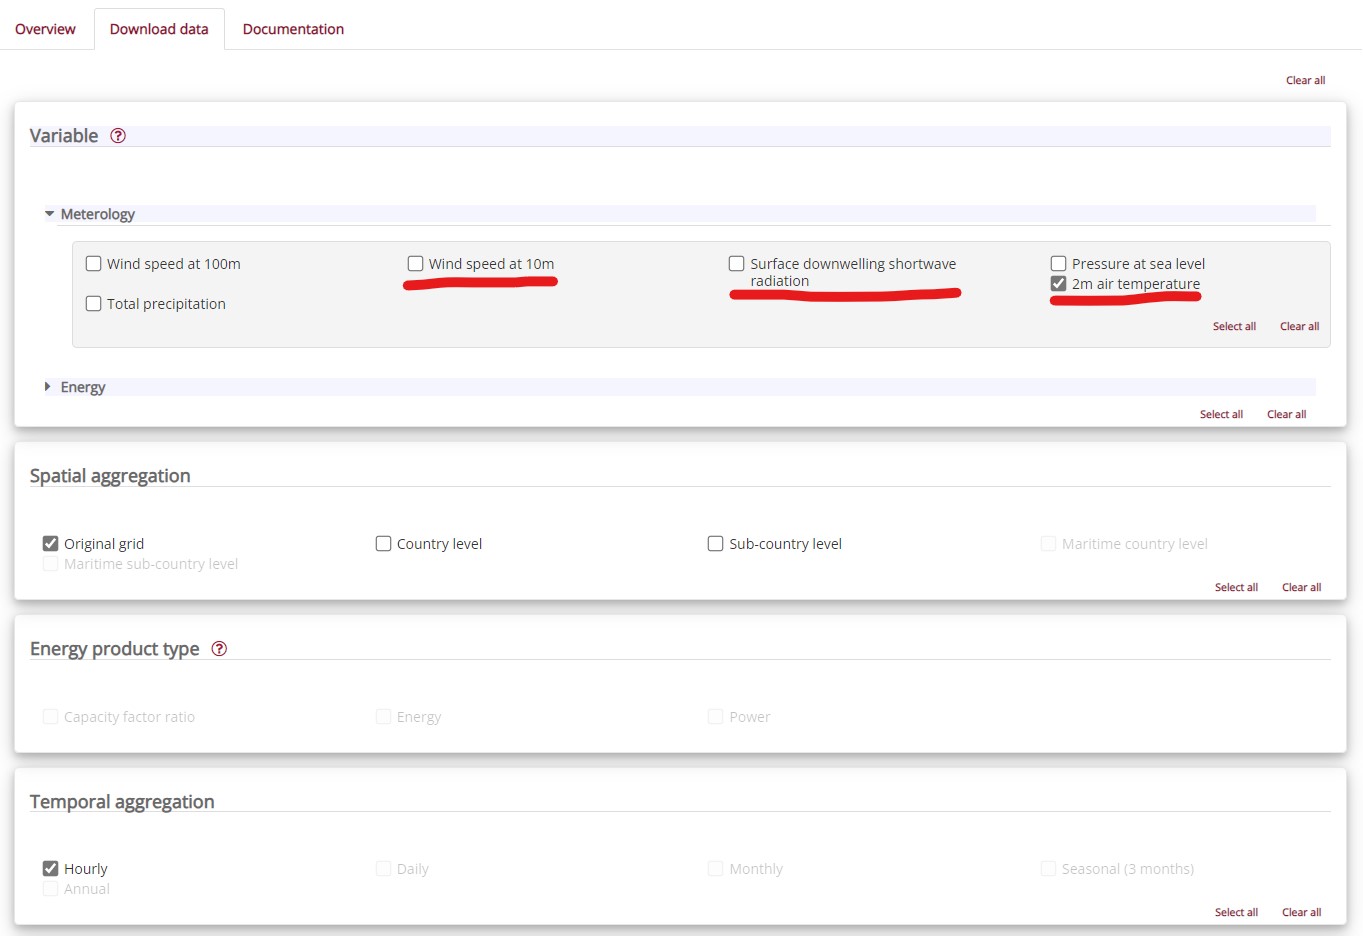 Overview Download data Documentation
Clear all
Variable ?
Meterology
Wind speed at 100m Wind speed at 10m Surface downwelling shortwave Pressure at sea level
radiation 2m air temperature
Total precipitation
Select all Clear all
Energy
Select all Clear all
Spatial aggregation
Original grid Country level Sub-country level Maritime country level
Maritime sub-country level
Select all Clear all
Energy product type ?
Capacity factor ratio Energy Power
Temporal aggregation
Hourly Daily Monthly Seasonal (3 months)
Annual
Select all Clear all